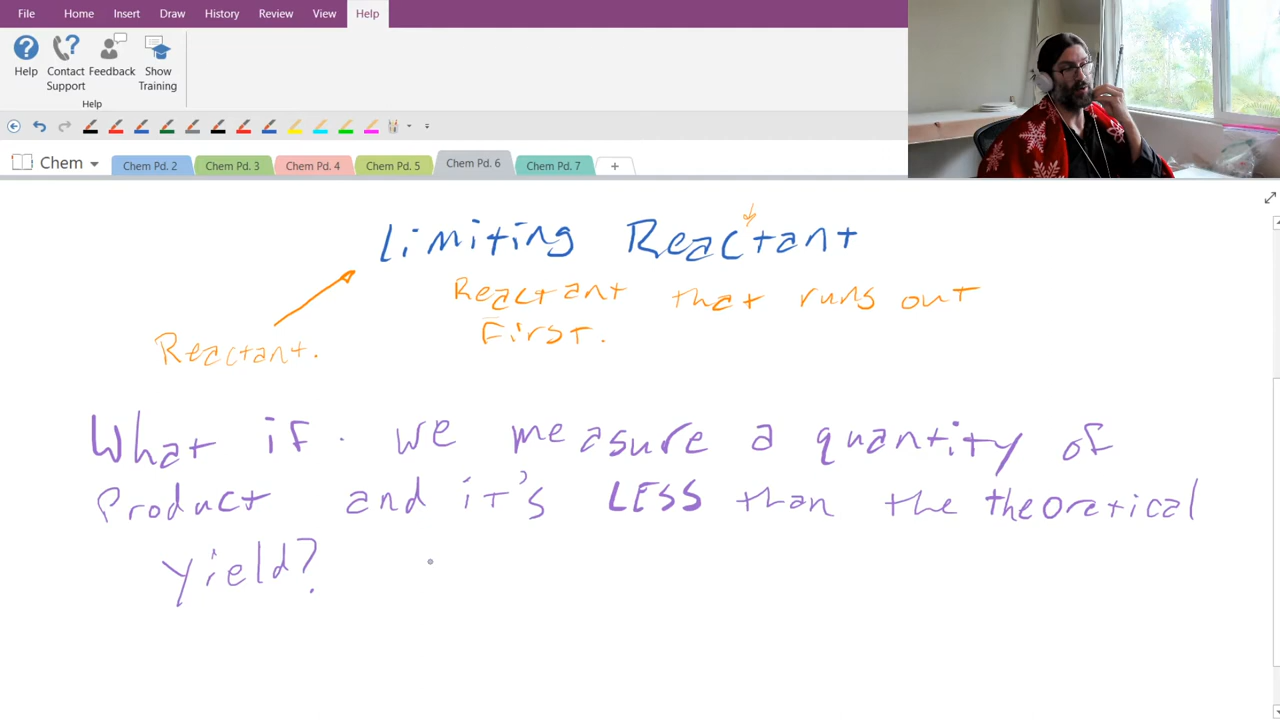 File Home Insert Draw History Review View Help
Help Contact Support Feedback Show Training
Help
Chem Chem Pd. 2 Chem Pd. 3 Chem Pd. 4 Chem Pd. 5 Chem Pd. 6 Chem Pd. 7 +
Limiting Reactant
Reactant that runs out
First.
Reactant.
What if. we measure a quantity of
Product and it's LESS than the theoretical
yield?